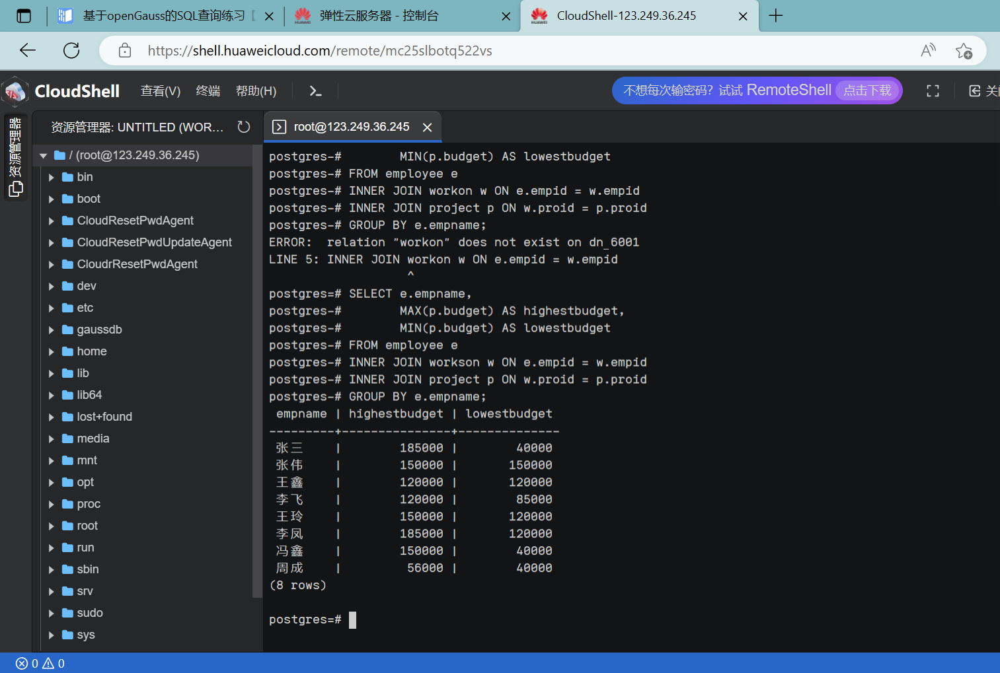 基于openGauss的SQL查询练习
弹性云服务器 - 控制台
CloudShell-123.249.36.245
https://shell.huaweicloud.com/remote/mc25slbotq522vs
CloudShell
查看(V)
终端
帮助(H)
不想每次输密码？试试 RemoteShell
点击下载
资源管理器
资源管理器: UNTITLED (WOR...
root@123.249.36.245
/ (root@123.249.36.245)
bin
boot
CloudResetPwdAgent
CloudResetPwdUpdateAgent
CloudrResetPwdAgent
dev
etc
gaussdb
home
lib
lib64
lost+found
media
mnt
opt
proc
root
run
sbin
srv
sudo
sys
postgres-#        MIN(p.budget) AS lowestbudget
postgres-# FROM employee e
postgres-# INNER JOIN workon w ON e.empid = w.empid
postgres-# INNER JOIN project p ON w.proid = p.proid
postgres-# GROUP BY e.empname;
ERROR:  relation "workon" does not exist on dn_6001
LINE 5: INNER JOIN workon w ON e.empid = w.empid
^
postgres=# SELECT e.empname,
postgres-#        MAX(p.budget) AS highestbudget,
postgres-#        MIN(p.budget) AS lowestbudget
postgres-# FROM employee e
postgres-# INNER JOIN workson w ON e.empid = w.empid
postgres-# INNER JOIN project p ON w.proid = p.proid
postgres-# GROUP BY e.empname;
empname | highestbudget | lowestbudget
---------+---------------+--------------
张三 | 185000 | 40000
张伟 | 150000 | 150000
王鑫 | 120000 | 120000
李飞 | 120000 | 85000
王玲 | 150000 | 120000
李凤 | 185000 | 120000
冯鑫 | 150000 | 40000
周成 | 56000 | 40000
(8 rows)
postgres=#
0 0